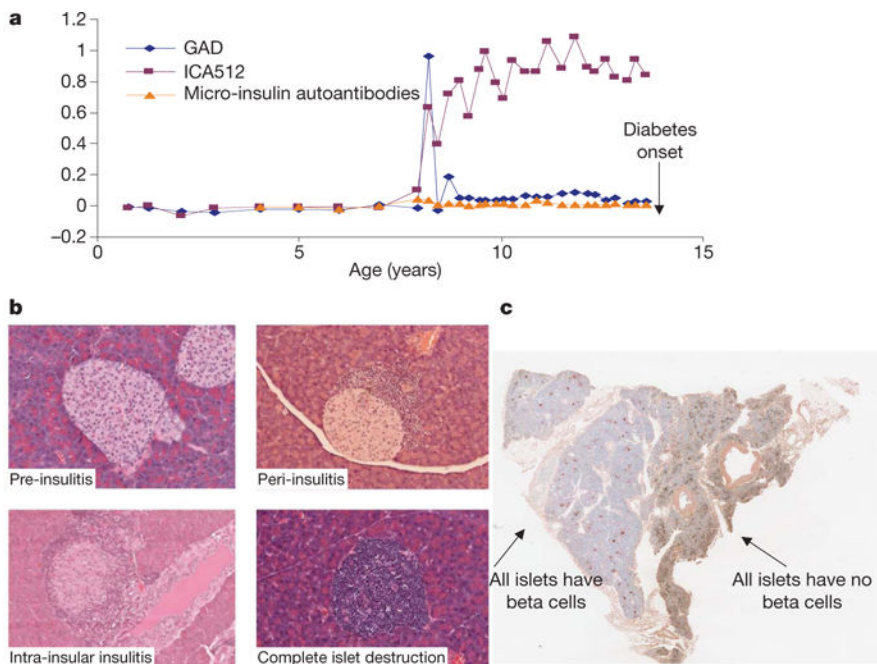 a
1.2
1
0.8
0.6
0.4
0.2
0
–0.2
GAD
ICA512
Micro-insulin autoantibodies
Diabetes
onset
0
5
10
15
Age (years)
b
Pre-insulitis
Peri-insulitis
Intra-insular insulitis
Complete islet destruction
c
All islets have
beta cells
All islets have no
beta cells